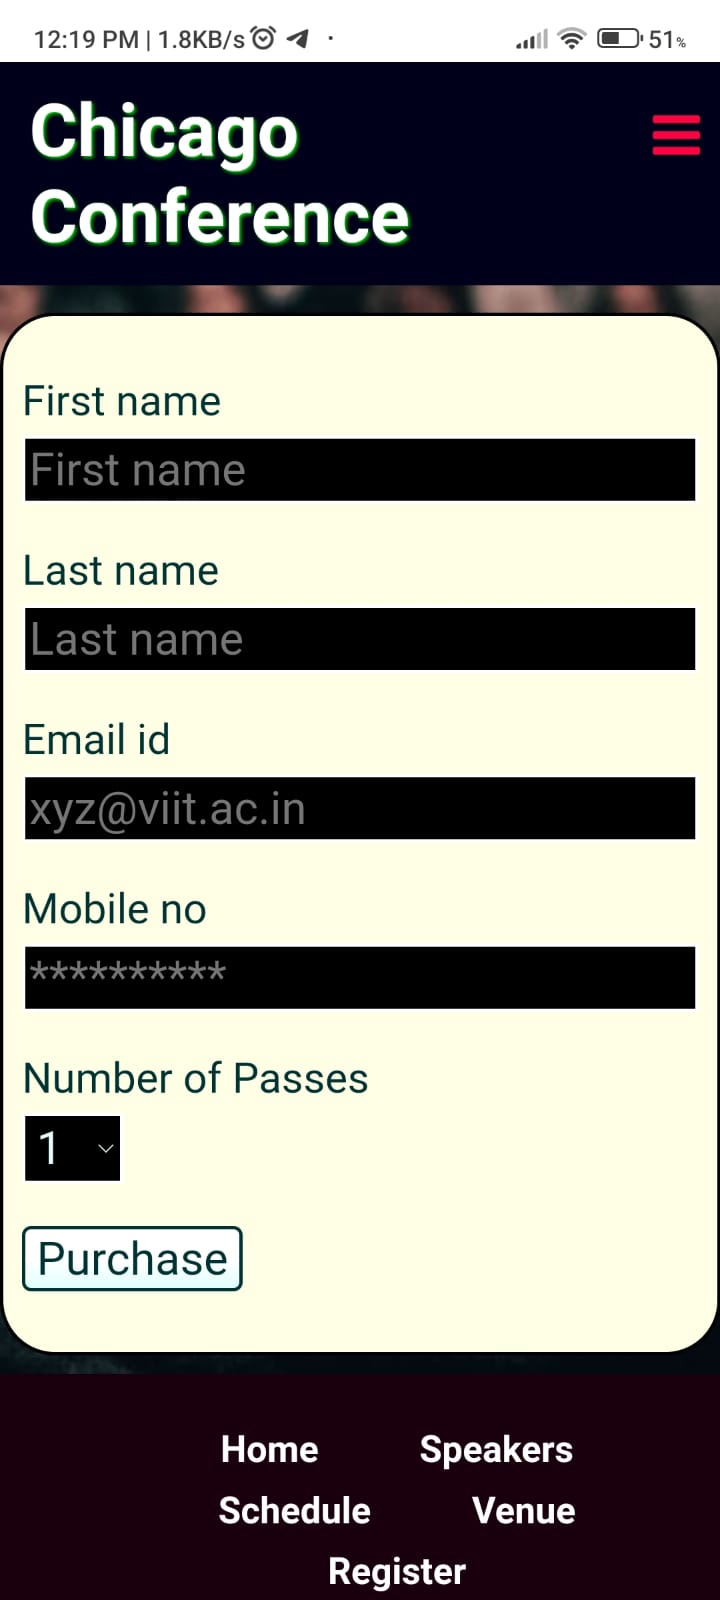 12:19 PM | 1.8KB/s
51%
Chicago
Conference
First name
First name
Last name
Last name
Email id
xyz@viit.ac.in
Mobile no
**********
Number of Passes
1
Purchase
Home Speakers
Schedule Venue
Register